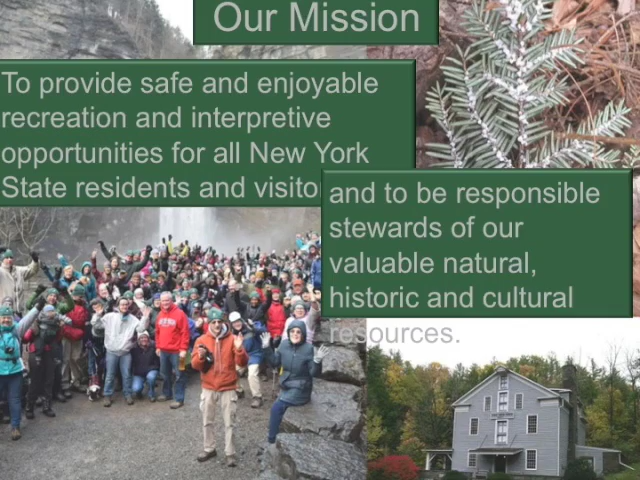 Our Mission
To provide safe and enjoyable
recreation and interpretive
opportunities for all New York
State residents and visito
and to be responsible
stewards of our
valuable natural,
historic and cultural
resources.